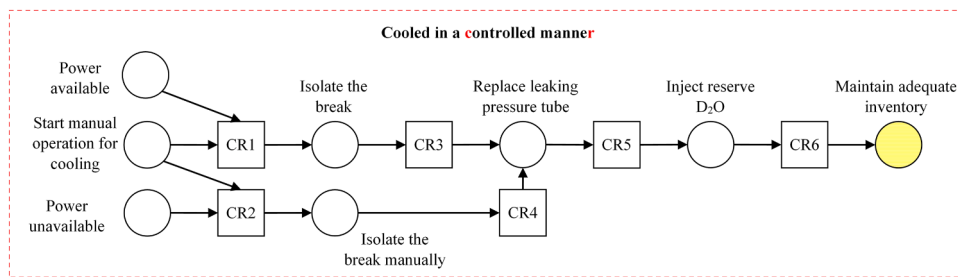 Cooled in a controlled manner
Power
available
Isolate the
break
Replace leaking
pressure tube
Inject reserve
D₂O
Maintain adequate
inventory
Start manual
operation for
cooling
CR1
CR3
CR5
CR6
Power
unavailable
CR2
CR4
Isolate the
break manually